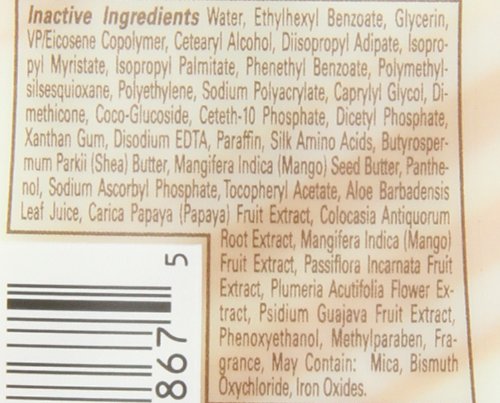 Inactive Ingredients Water, Ethylhexyl Benzoate, Glycerin,
VP/Eicosene Copolymer, Cetearyl Alcohol, Diisopropyl Adipate, Isopro-
pyl Myristate, Isopropyl Palmitate, Phenethyl Benzoate, Polymethyl-
silsesquioxane, Polyethylene, Sodium Polyacrylate, Caprylyl Glycol, Di-
methicone, Coco-Glucoside, Ceteth-10 Phosphate, Dicetyl Phosphate,
Xanthan Gum, Disodium EDTA, Paraffin, Silk Amino Acids, Butyrosper-
mum Parkii (Shea) Butter, Mangifera Indica (Mango) Seed Butter, Panthe-
nol, Sodium Ascorbyl Phosphate, Tocopheryl Acetate, Aloe Barbadensis
Leaf Juice, Carica Papaya (Papaya) Fruit Extract, Colocasia Antiquorum
Root Extract, Mangifera Indica (Mango)
Fruit Extract, Passiflora Incarnata Fruit
Extract, Plumeria Acutifolia Flower Ex-
tract, Psidium Guajava Fruit Extract,
Phenoxyethanol, Methylparaben, Fra-
grance, May Contain: Mica, Bismuth
Oxychloride, Iron Oxides.
867
5